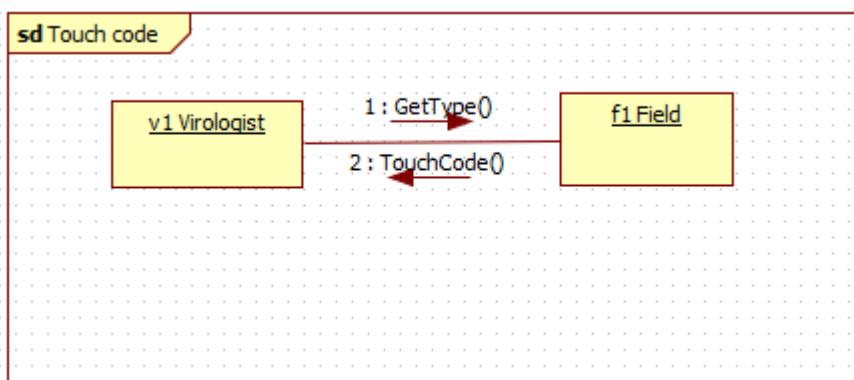 sd Touch code
1 : GetType()
v1 Virologist
f1 Field
2 : TouchCode()